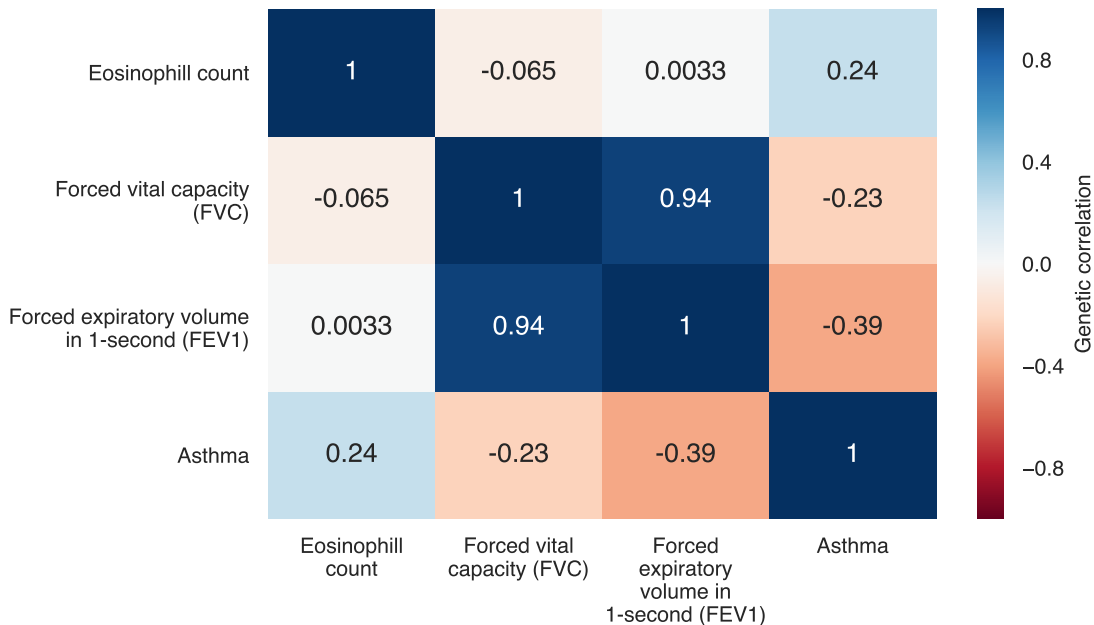 Eosinophill count
1
-0.065
0.0033
0.24
0.8
Forced vital capacity
(FVC)
-0.065
1
0.94
-0.23
0.4
Forced expiratory volume
in 1-second (FEV1)
0.0033
0.94
1
-0.39
0.0
Asthma
0.24
-0.23
-0.39
1
−0.4
−0.8
Genetic correlation
Eosinophill
count
Forced vital
capacity (FVC)
Forced
expiratory
volume in
1-second (FEV1)
Asthma